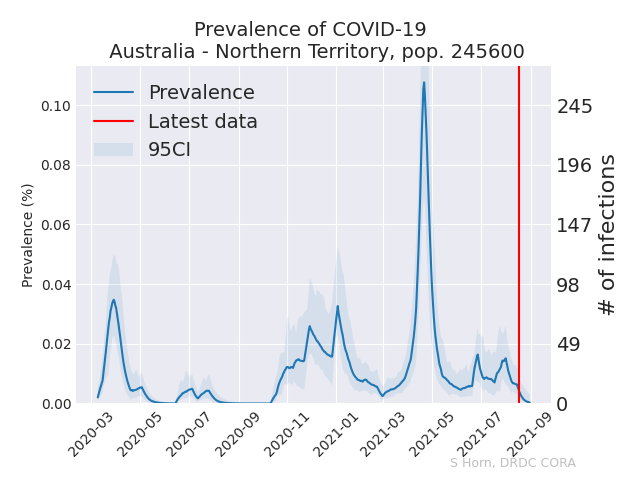 Prevalence of COVID-19
Australia - Northern Territory, pop. 245600
Prevalence
Latest data
95CI
Prevalence (%)
0.10
0.08
0.06
0.04
0.02
0.00
245
196
147
98
49
0
# of infections
2020-03
2020-05
2020-07
2020-09
2020-11
2021-01
2021-03
2021-05
2021-07
2021-09
S Horn, DRDC CORA